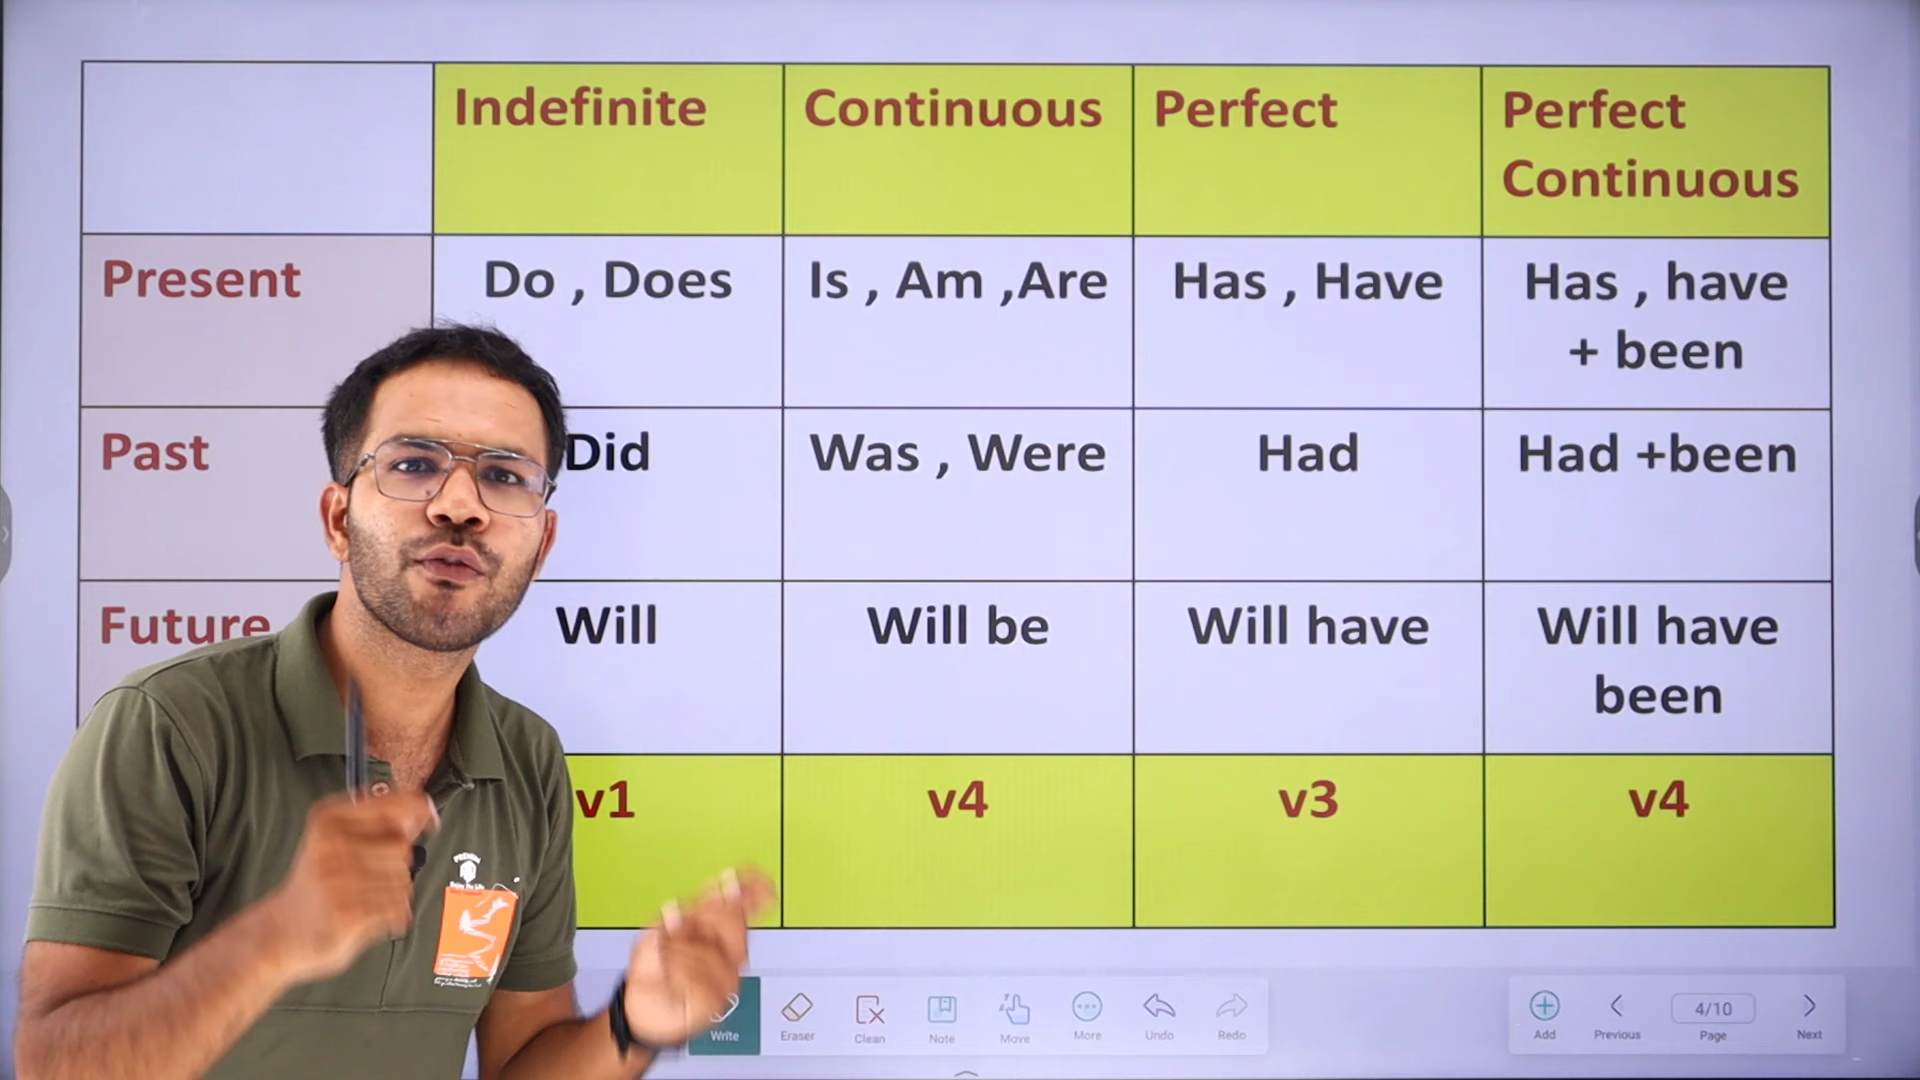 Indefinite
Continuous
Perfect
Perfect
Continuous
Present
Do , Does
Is , Am ,Are
Has , Have
Has , have
+ been
Past
Did
Was , Were
Had
Had +been
Future
Will
Will be
Will have
Will have
been
v1
v4
v3
v4
Write
Eraser
Clean
Note
Move
More
Undo
Redo
Add
Previous
4/10
Page
Next